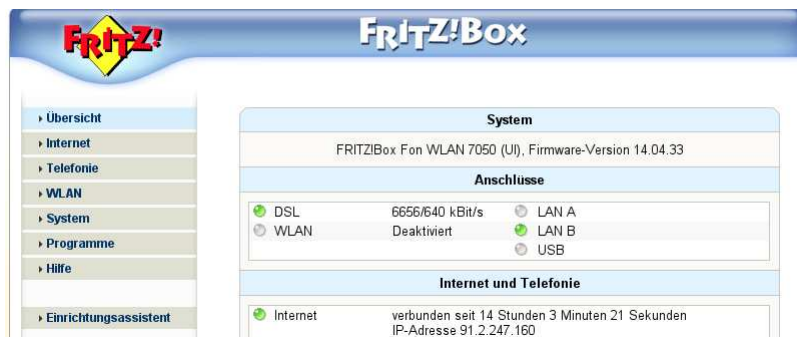 FRITZ!
FRITZ!BOX
Übersicht
Internet
Telefonie
WLAN
System
Programme
Hilfe
Einrichtungsassistent
System
FRITZ!Box Fon WLAN 7050 (UI), Firmware-Version 14.04.33
Anschlüsse
DSL 6656/640 kBit/s LAN A
WLAN Deaktiviert LAN B
USB
Internet und Telefonie
Internet verbunden seit 14 Stunden 3 Minuten 21 Sekunden
IP-Adresse 91.2.247.160